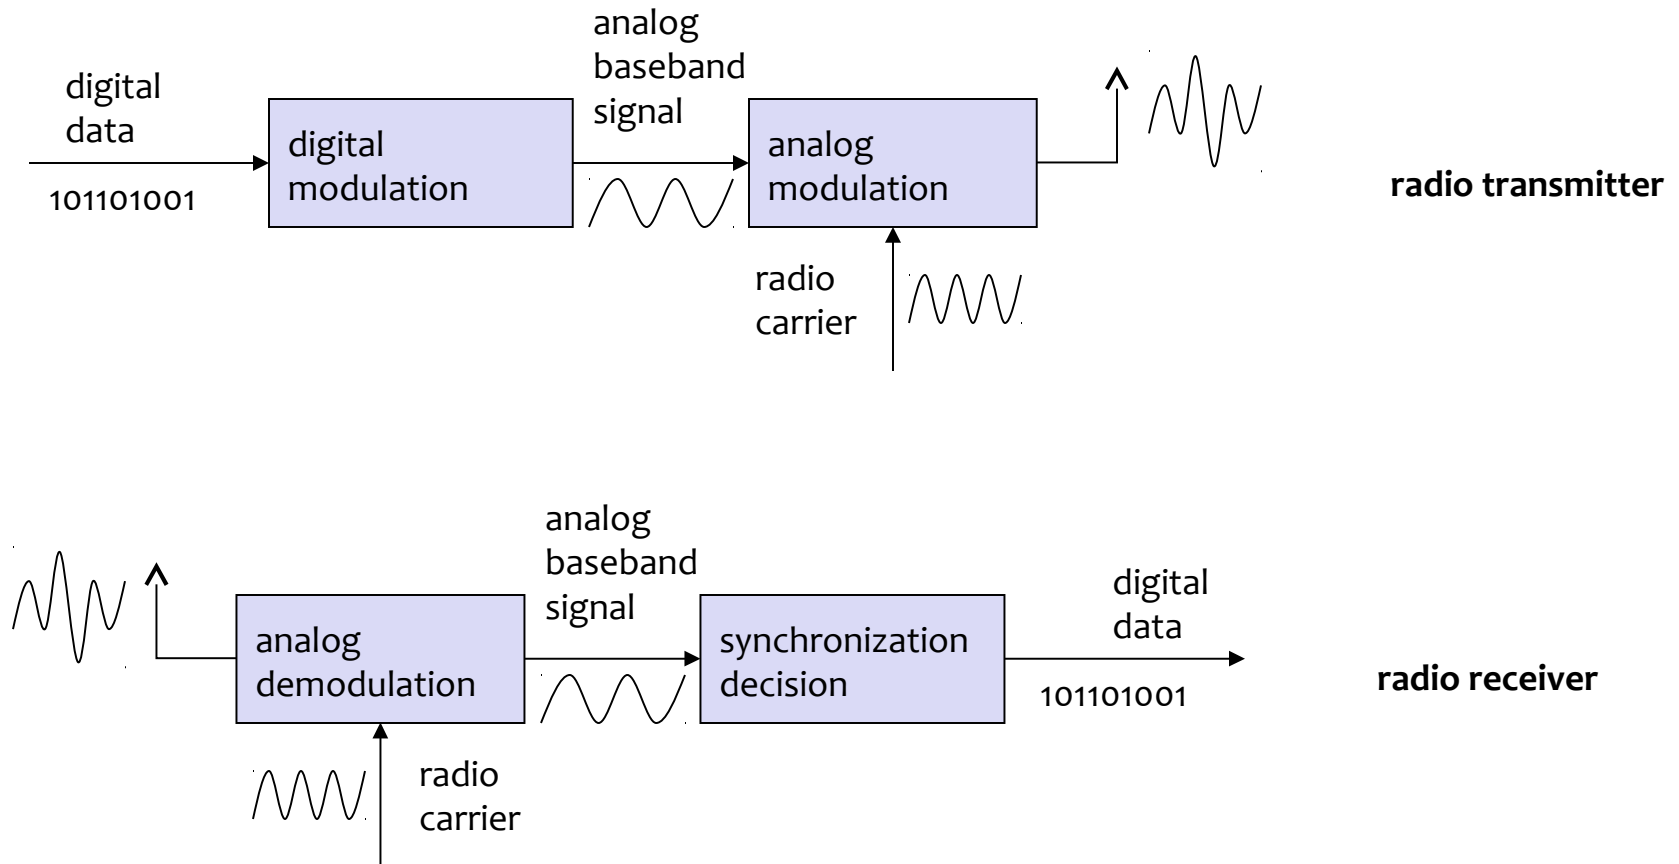 analog
baseband
signal
digital
data
101101001
digital
modulation
analog
modulation
radio
carrier
radio transmitter
analog
baseband
signal
analog
demodulation
synchronization
decision
digital
data
101101001
radio
carrier
radio receiver